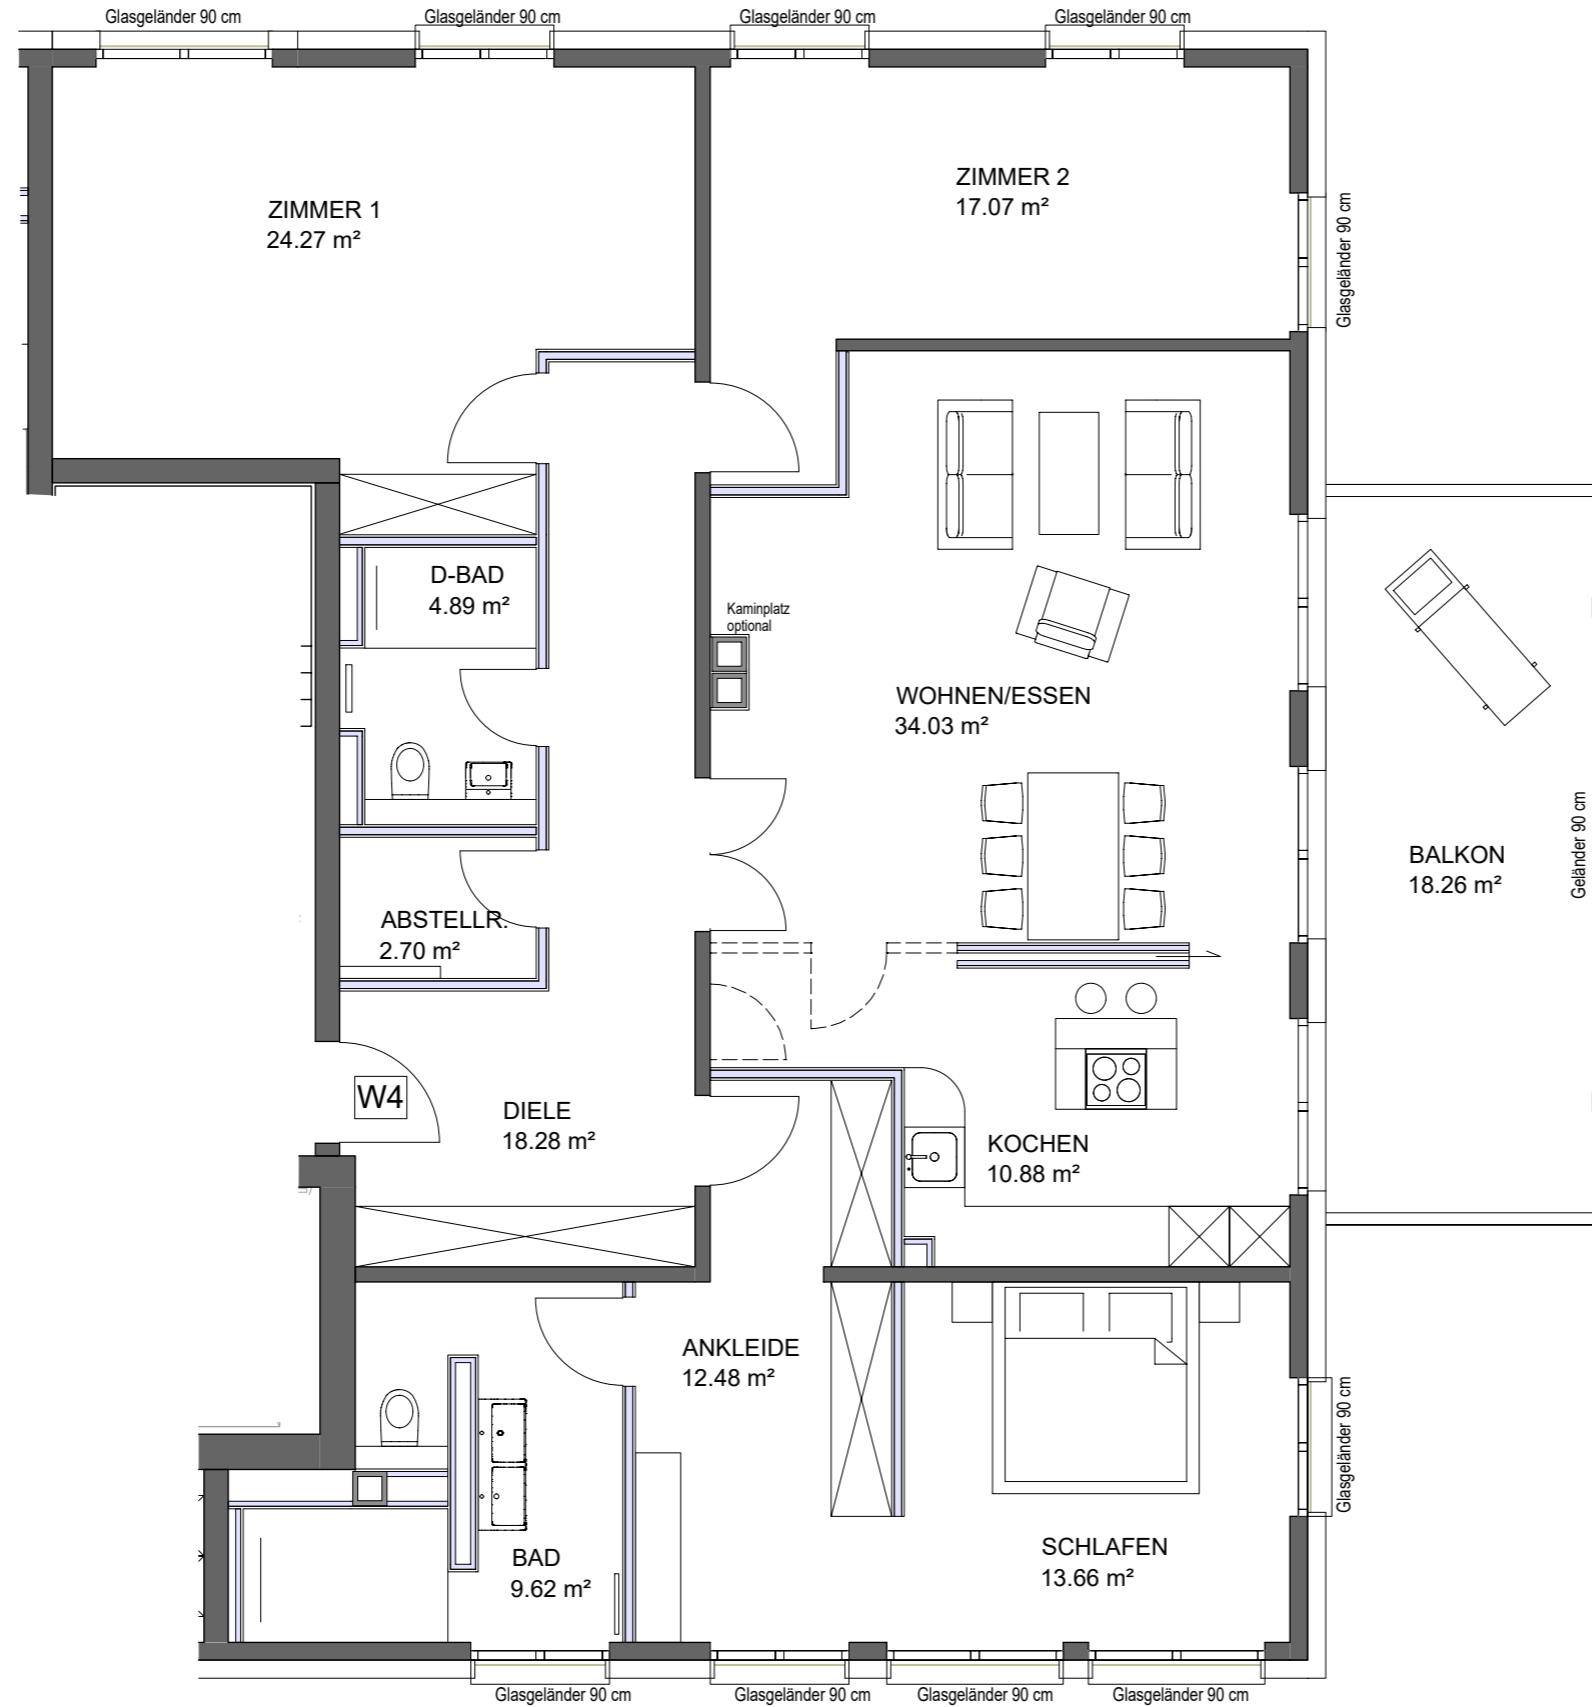 Glasgeländer 90 cm
Glasgeländer 90 cm
Glasgeländer 90 cm
Glasgeländer 90 cm
ZIMMER 1
24.27 m²
ZIMMER 2
17.07 m²
Glasgeländer 90 cm
D-BAD
4.89 m²
Kaminplatz
optional
WOHNEN/ESSEN
34.03 m²
BALKON
18.26 m²
Geländer 90 cm
ABSTELLR.
2.70 m²
W4
DIELE
18.28 m²
KOCHEN
10.88 m²
ANKLEIDE
12.48 m²
Glasgeländer 90 cm
BAD
9.62 m²
SCHLAFEN
13.66 m²
Glasgeländer 90 cm
Glasgeländer 90 cm
Glasgeländer 90 cm
Glasgeländer 90 cm